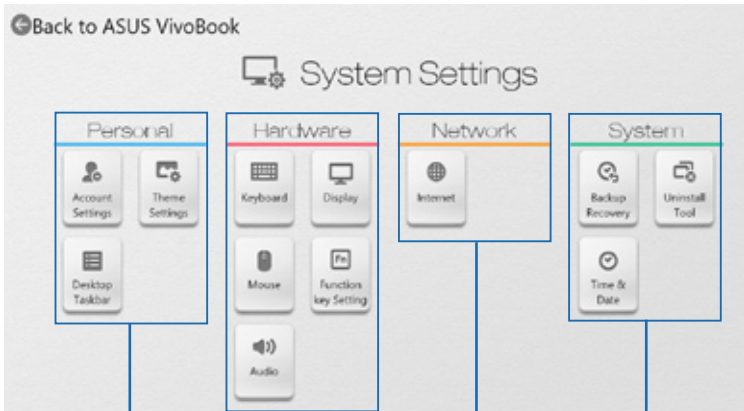 Back to ASUS VivoBook
System Settings
Personal
Account
Settings
Theme
Settings
Desktop
Taskbar
Hardware
Keyboard
Display
Mouse
Fn
Function
key Setting
Audio
Network
Internet
System
Backup
Recovery
Uninstall
Tool
Time &
Date